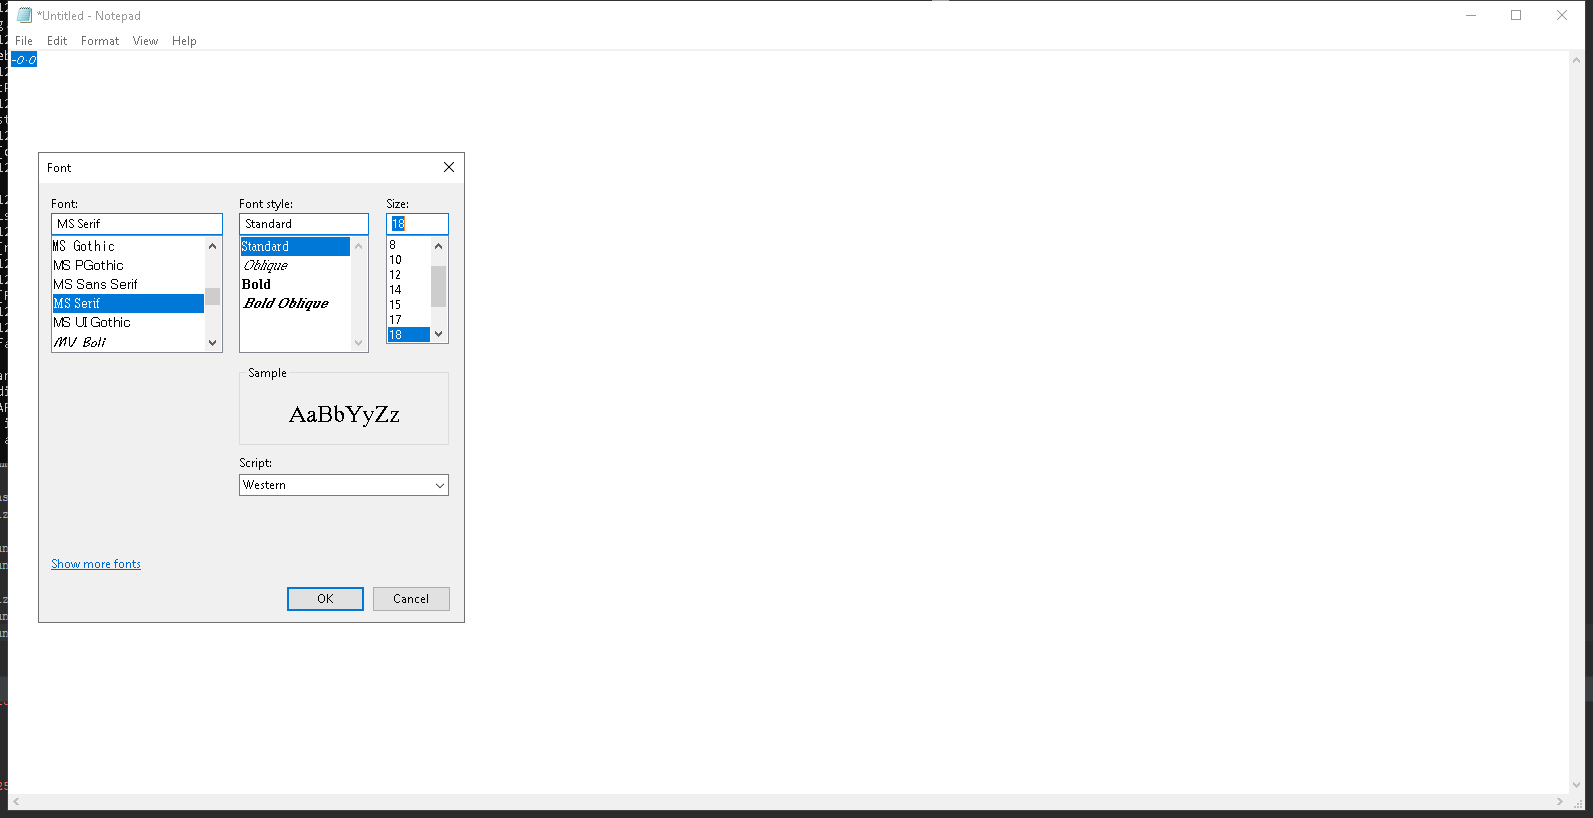 *Untitled - Notepad
File Edit Format View Help
-0·0
Font
Font: Font style: Size:
MS Serif Standard 18
MS Gothic Standard 8
MS PGothic Oblique 10
MS Sans Serif Bold 12
MS Serif Bold Oblique 14
MS UI Gothic 15
MV Boli 17
18
Sample
AaBbYyZz
Script:
Western
Show more fonts
OK Cancel